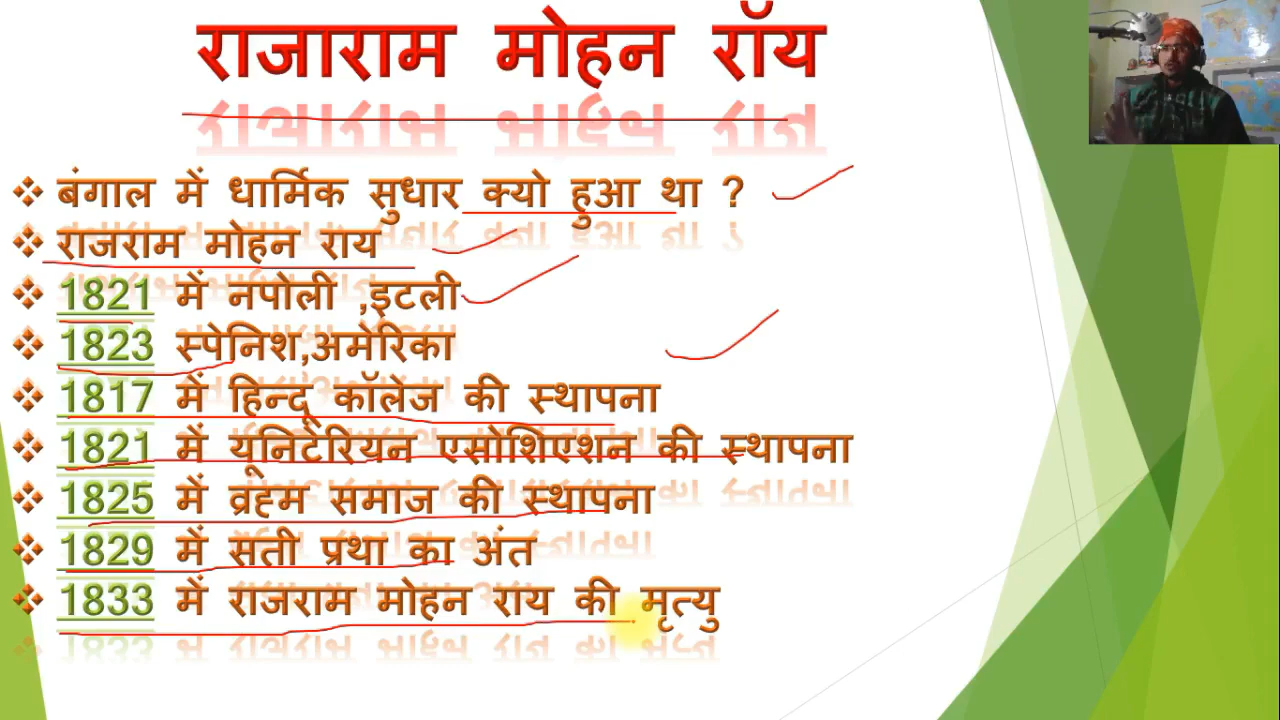 राजाराम मोहन रॉय
बंगाल में धार्मिक सुधार क्यो हुआ था ?
राजराम मोहन राय
1821 में नपोली ,इटली
1823 स्पेनिश,अमेरिका
1817 में हिन्दू कॉलेज की स्थापना
1821 में यूनिटेरियन एसोशिएशन की स्थापना
1825 में व्रह्म समाज की स्थापना
1829 में सती प्रथा का अंत
1833 में राजराम मोहन राय की मृत्यु